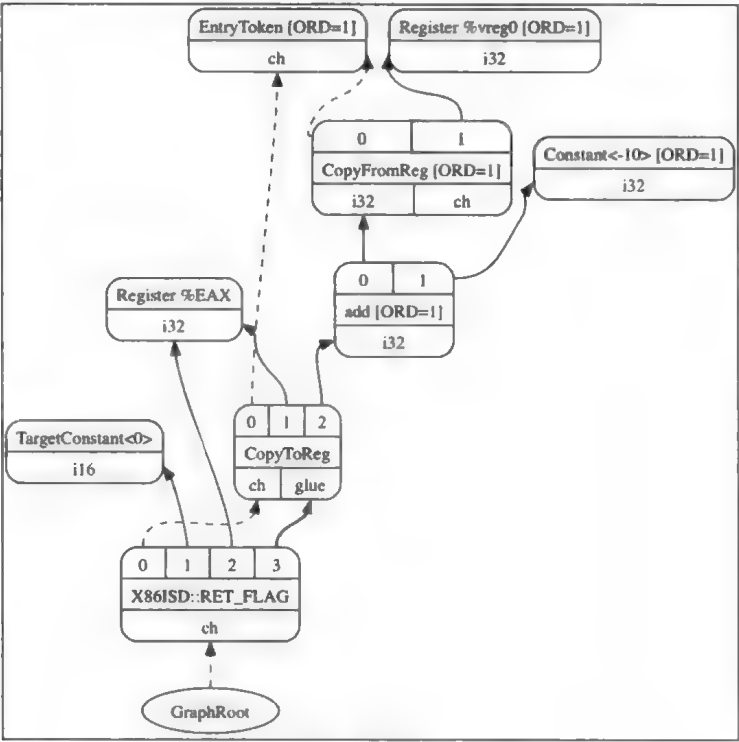 EntryToken [ORD=1]
ch
Register %vreg0 [ORD=1]
i32
0 1
CopyFromReg [ORD=1]
i32 ch
Constant<-10> [ORD=1]
i32
0 1
add [ORD=1]
i32
Register %EAX
i32
0 1 2
CopyToReg
ch glue
TargetConstant<0>
i16
0 1 2 3
X86ISD::RET_FLAG
ch
GraphRoot